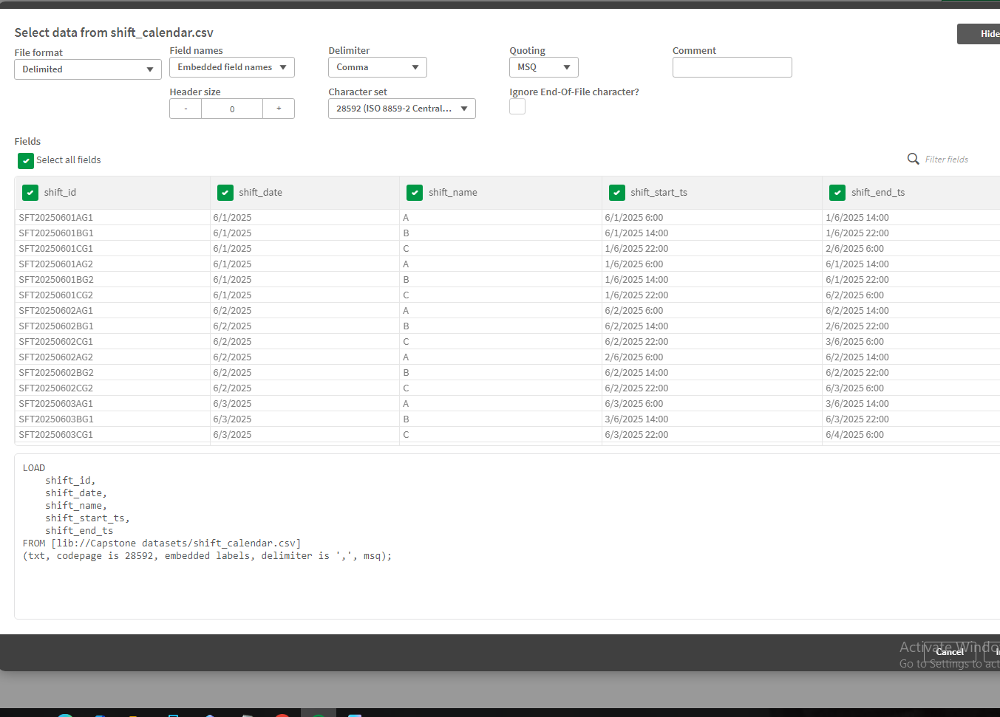 Select data from shift_calendar.csv
Hide
File format
Field names
Delimiter
Quoting
Comment
Delimited
Embedded field names
Comma
MSQ
Header size
Character set
Ignore End-Of-File character?
- 0 +
28592 (ISO 8859-2 Central...
Fields
Select all fields
Filter fields
shift_id shift_date shift_name shift_start_ts shift_end_ts
SFT20250601AG1 6/1/2025 A 6/1/2025 6:00 1/6/2025 14:00
SFT20250601BG1 6/1/2025 B 6/1/2025 14:00 1/6/2025 22:00
SFT20250601CG1 6/1/2025 C 1/6/2025 22:00 2/6/2025 6:00
SFT20250601AG2 6/1/2025 A 1/6/2025 6:00 6/1/2025 14:00
SFT20250601BG2 6/1/2025 B 1/6/2025 14:00 6/1/2025 22:00
SFT20250601CG2 6/1/2025 C 1/6/2025 22:00 6/2/2025 6:00
SFT20250602AG1 6/2/2025 A 6/2/2025 6:00 6/2/2025 14:00
SFT20250602BG1 6/2/2025 B 6/2/2025 14:00 2/6/2025 22:00
SFT20250602CG1 6/2/2025 C 6/2/2025 22:00 3/6/2025 6:00
SFT20250602AG2 6/2/2025 A 2/6/2025 6:00 6/2/2025 14:00
SFT20250602BG2 6/2/2025 B 6/2/2025 14:00 6/2/2025 22:00
SFT20250602CG2 6/2/2025 C 6/2/2025 22:00 6/3/2025 6:00
SFT20250603AG1 6/3/2025 A 6/3/2025 6:00 3/6/2025 14:00
SFT20250603BG1 6/3/2025 B 3/6/2025 14:00 6/3/2025 22:00
SFT20250603CG1 6/3/2025 C 6/3/2025 22:00 6/4/2025 6:00
LOAD
shift_id,
shift_date,
shift_name,
shift_start_ts,
shift_end_ts
FROM [lib://Capstone datasets/shift_calendar.csv]
(txt, codepage is 28592, embedded labels, delimiter is ',', msq);
Activate Windo
Cancel
Go to Settings to act